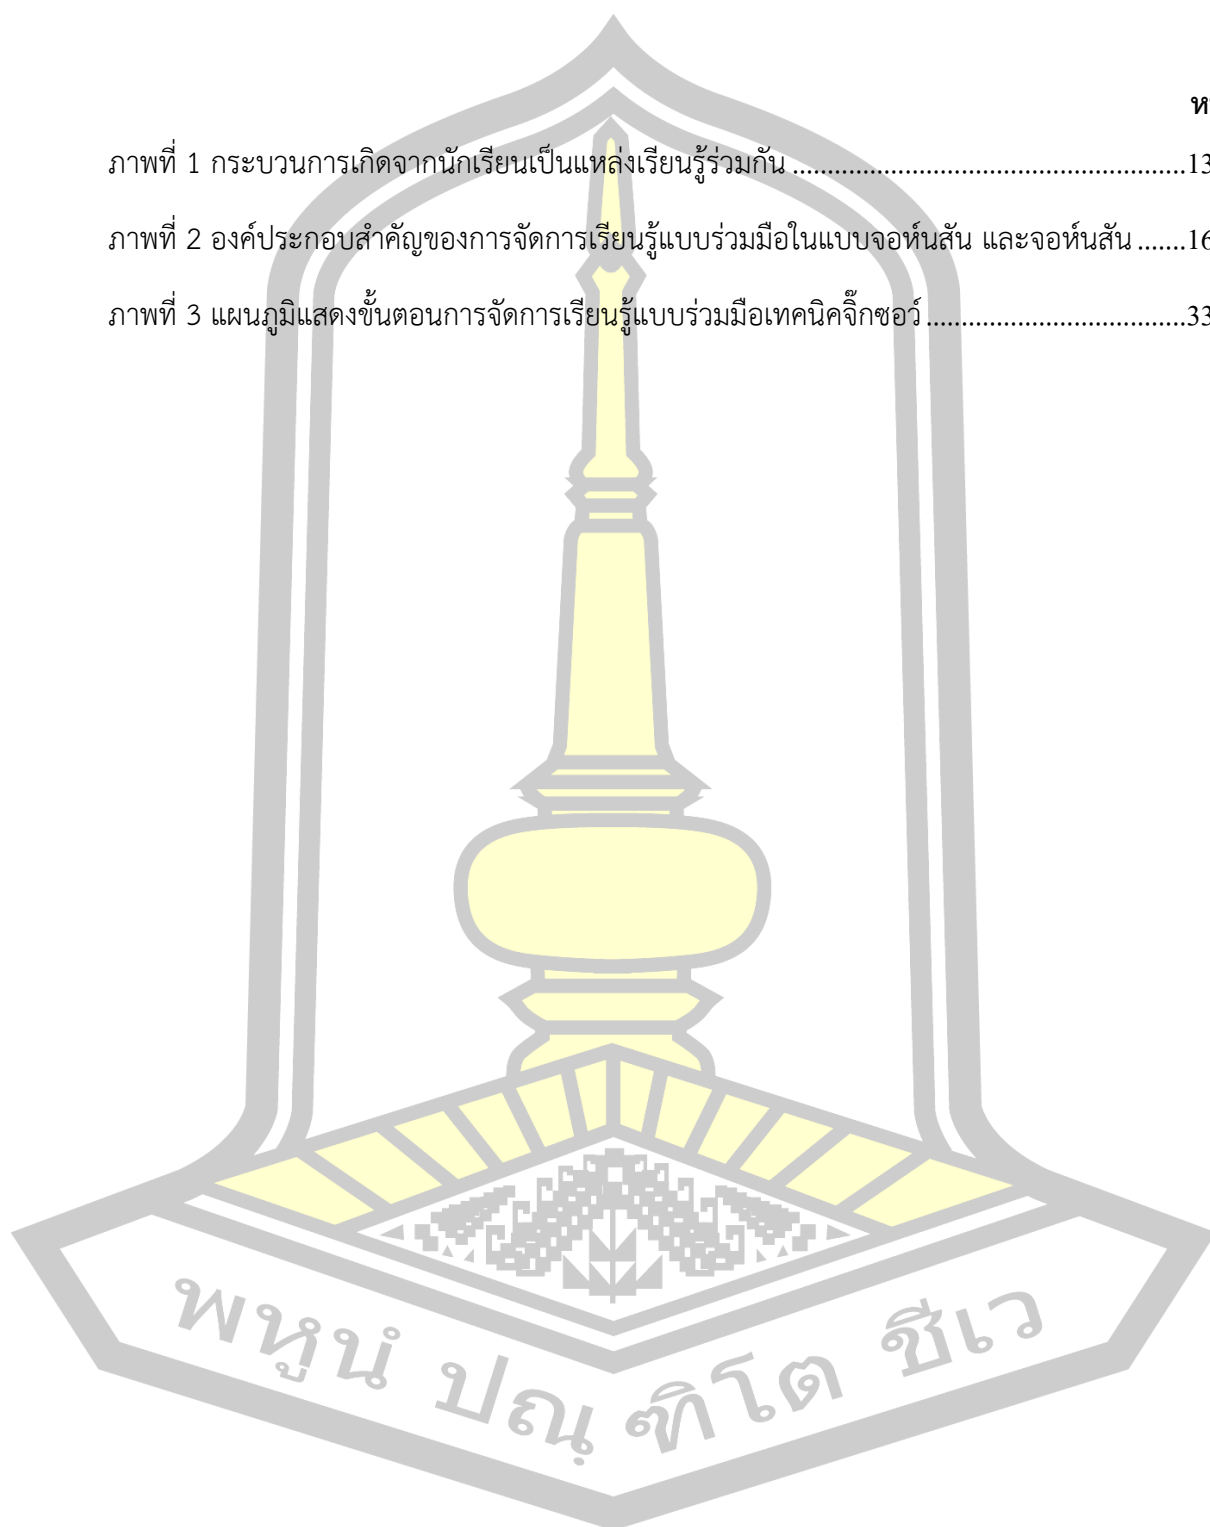 ภาพที่ 1 กระบวนการเกิดจากนักเรียนเป็นแหล่งเรียนรู้ร่วมกัน ......................................................13
ภาพที่ 2 องค์ประกอบสำคัญของการจัดการเรียนรู้แบบร่วมมือในแบบจอห์นสัน และจอห์นสัน .......16
ภาพที่ 3 แผนภูมิแสดงขั้นตอนการจัดการเรียนรู้แบบร่วมมือเทคนิคจิ๊กซอว์ ...................................33
พหูนํ ปณฺฑิโต ชีเว